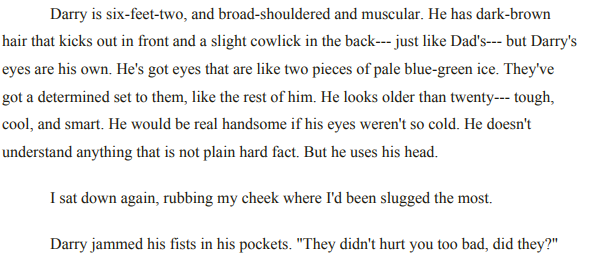 Darry is six-feet-two, and broad-shouldered and muscular. He has dark-brown
hair that kicks out in front and a slight cowlick in the back--- just like Dad's--- but Darry's
eyes are his own. He's got eyes that are like two pieces of pale blue-green ice. They've
got a determined set to them, like the rest of him. He looks older than twenty--- tough,
cool, and smart. He would be real handsome if his eyes weren't so cold. He doesn't
understand anything that is not plain hard fact. But he uses his head.
I sat down again, rubbing my cheek where I'd been slugged the most.
Darry jammed his fists in his pockets. "They didn't hurt you too bad, did they?"